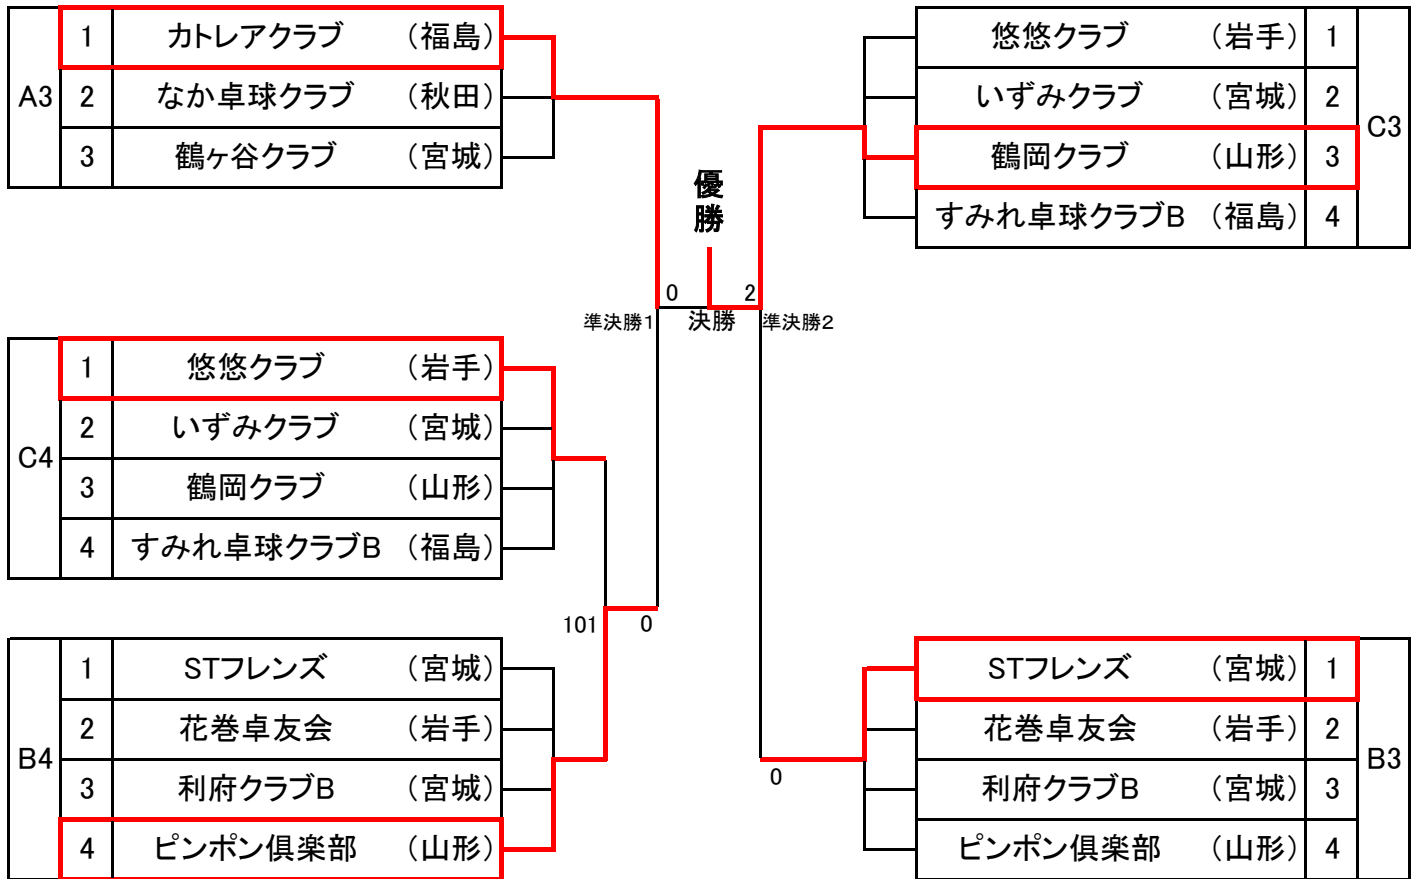 A3
1 カトレアクラブ （福島）
2 なか卓球クラブ （秋田）
3 鶴ヶ谷クラブ （宮城）
悠悠クラブ （岩手） 1
いずみクラブ （宮城） 2
鶴岡クラブ （山形） 3
すみれ卓球クラブB （福島） 4
C3
優勝
0 2
準決勝1 決勝 準決勝2
C4
1 悠悠クラブ （岩手）
2 いずみクラブ （宮城）
3 鶴岡クラブ （山形）
4 すみれ卓球クラブB （福島）
101 0
B4
1 STフレンズ （宮城）
2 花巻卓友会 （岩手）
3 利府クラブB （宮城）
4 ピンポン倶楽部 （山形）
0
STフレンズ （宮城） 1
花巻卓友会 （岩手） 2
利府クラブB （宮城） 3
ピンポン倶楽部 （山形） 4
B3